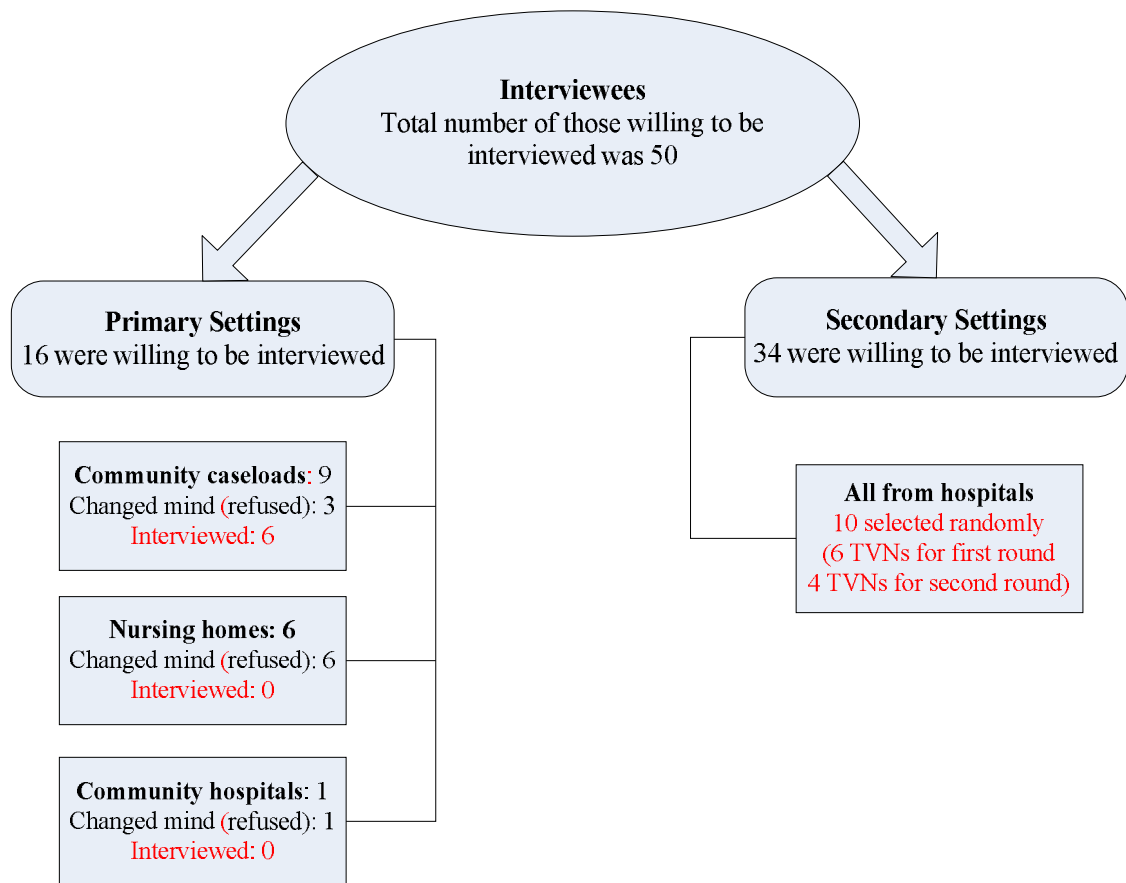 Interviewees
Total number of those willing to be
interviewed was 50
Primary Settings
16 were willing to be interviewed
Secondary Settings
34 were willing to be interviewed
Community caseloads: 9
Changed mind (refused): 3
Interviewed: 6
Nursing homes: 6
Changed mind (refused): 6
Interviewed: 0
Community hospitals: 1
Changed mind (refused): 1
Interviewed: 0
All from hospitals
10 selected randomly
(6 TVNs for first round
4 TVNs for second round)